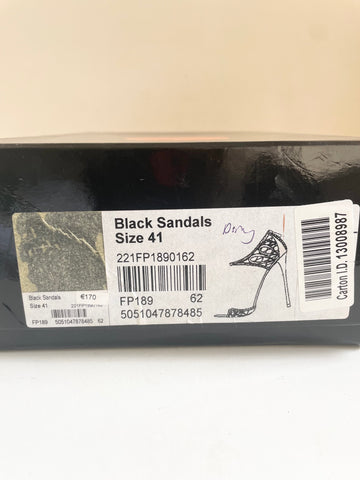 Black Sandals
Size 41
221FP1890162
FP189 62
5051047878485
Black Sandals €170
Size 41
FP189 5051047878485 62
Carton I.D. 13008987